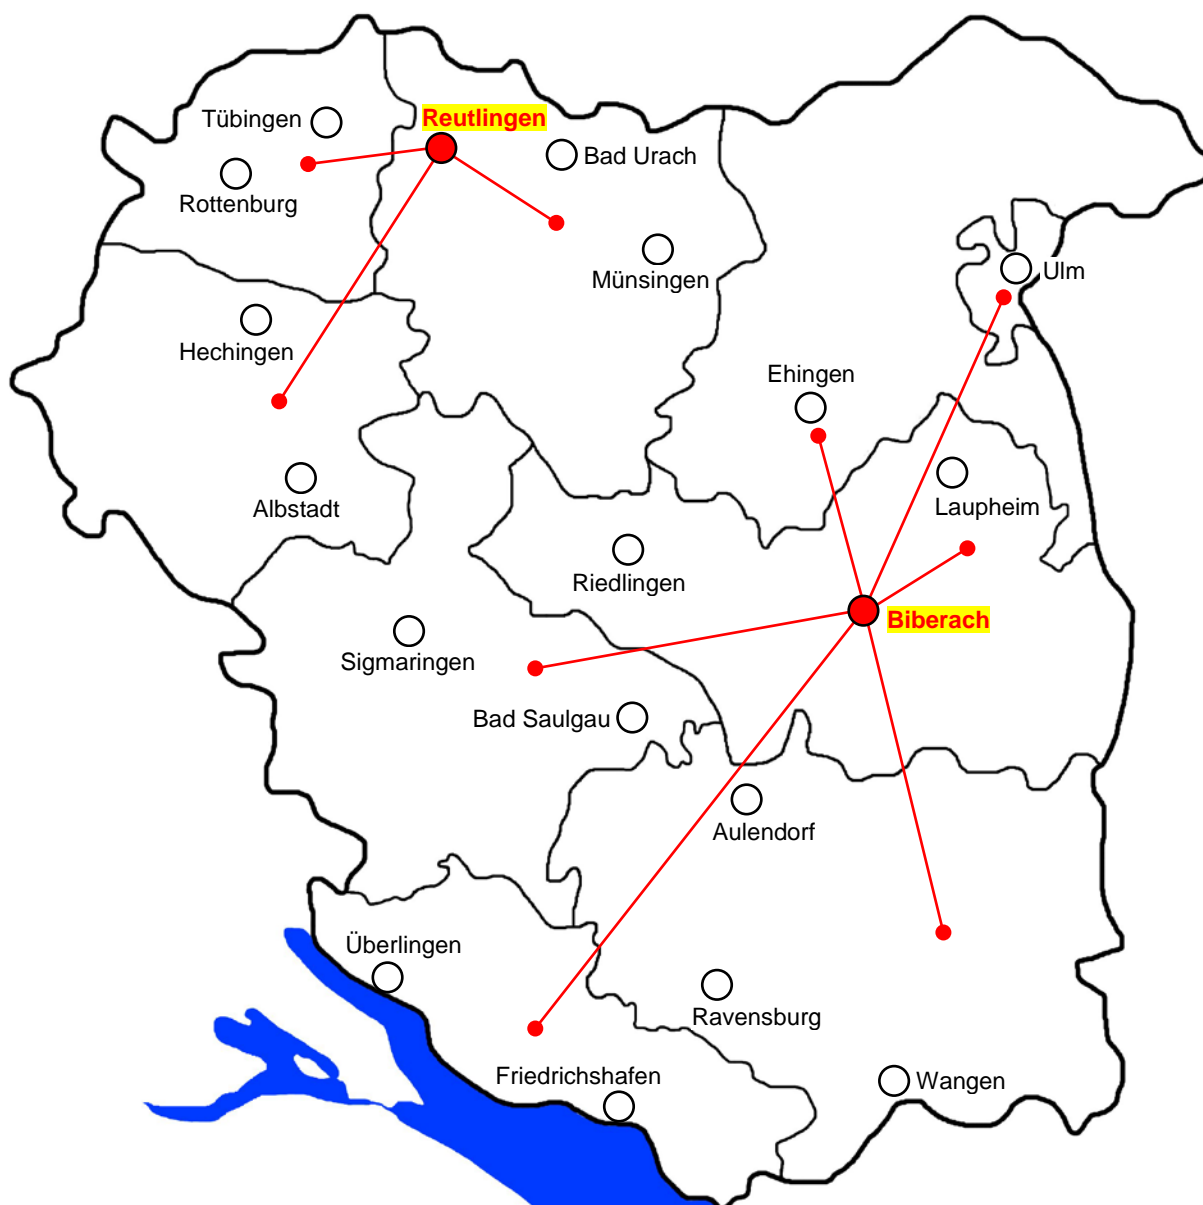 Tübingen
Reutlingen
Bad Urach
Rottenburg
Münsingen
Ulm
Hechingen
Ehingen
Albstadt
Laupheim
Riedlingen
Biberach
Sigmaringen
Bad Saulgau
Aulendorf
Überlingen
Ravensburg
Friedrichshafen
Wangen